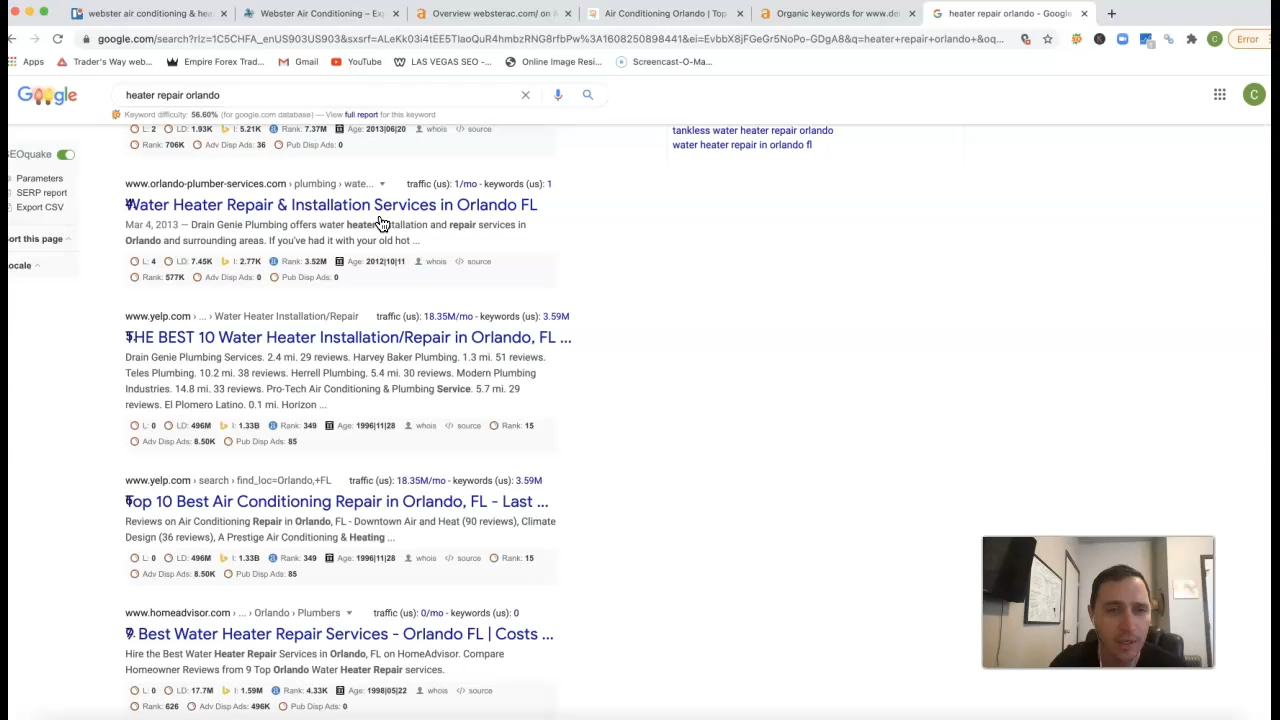 webster air conditioning & hea
Webster Air Conditioning – Exp
Overview websterac.com/ on A
Air Conditioning Orlando | Top
Organic keywords for www.del
heater repair orlando - Google
google.com/search?rlz=1C5CHFA_enUS903US903&sxsrf=ALeKk03i4tEE5TIaoQuR4hmbzRNG8rfbPw%3A1608250898441&ei=EvbbX8jFGeGr5NoPo-GDgA8&q=heater+repair+orlando+&oq...
Error
Apps
Trader's Way web...
Empire Forex Trad...
Gmail
YouTube
LAS VEGAS SEO -...
Online Image Resi...
Screencast-O-Ma...
Google
heater repair orlando
C
Keyword difficulty: 56.60% (for google.com database) — View full report for this keyword
L: 2 LD: 1.93K I: 5.21K Rank: 7.37M Age: 2013|06|20 whois source
Rank: 706K Adv Disp Ads: 36 Pub Disp Ads: 0
tankless water heater repair orlando
water heater repair in orlando fl
SEOquake
Parameters
SERP report
Export CSV
ort this page
ocale
www.orlando-plumber-services.com › plumbing › wate... traffic (us): 1/mo - keywords (us): 1
4. Water Heater Repair & Installation Services in Orlando FL
Mar 4, 2013 — Drain Genie Plumbing offers water heater installation and repair services in
Orlando and surrounding areas. If you've had it with your old hot ...
L: 4 LD: 7.45K I: 2.77K Rank: 3.52M Age: 2012|10|11 whois source
Rank: 577K Adv Disp Ads: 0 Pub Disp Ads: 0
www.yelp.com › ... › Water Heater Installation/Repair traffic (us): 18.35M/mo - keywords (us): 3.59M
5. THE BEST 10 Water Heater Installation/Repair in Orlando, FL ...
Drain Genie Plumbing Services. 2.4 mi. 29 reviews. Harvey Baker Plumbing. 1.3 mi. 51 reviews.
Teles Plumbing. 10.2 mi. 38 reviews. Herrell Plumbing. 5.4 mi. 30 reviews. Modern Plumbing
Industries. 14.8 mi. 33 reviews. Pro-Tech Air Conditioning & Plumbing Service. 5.7 mi. 29
reviews. El Plomero Latino. 0.1 mi. Horizon ...
L: 0 LD: 496M I: 1.33B Rank: 349 Age: 1996|11|28 whois source Rank: 15
Adv Disp Ads: 8.50K Pub Disp Ads: 85
www.yelp.com › search › find_loc=Orlando,+FL traffic (us): 18.35M/mo - keywords (us): 3.59M
6. Top 10 Best Air Conditioning Repair in Orlando, FL - Last ...
Reviews on Air Conditioning Repair in Orlando, FL - Downtown Air and Heat (90 reviews), Climate
Design (36 reviews), A Prestige Air Conditioning & Heating ...
L: 0 LD: 496M I: 1.33B Rank: 349 Age: 1996|11|28 whois source Rank: 15
Adv Disp Ads: 8.50K Pub Disp Ads: 85
www.homeadvisor.com › ... › Orlando › Plumbers traffic (us): 0/mo - keywords (us): 0
9 Best Water Heater Repair Services - Orlando FL | Costs ...
Hire the Best Water Heater Repair Services in Orlando, FL on HomeAdvisor. Compare
Homeowner Reviews from 9 Top Orlando Water Heater Repair services.
L: 0 LD: 17.7M I: 1.59M Rank: 4.33K Age: 1998|05|22 whois source
Rank: 626 Adv Disp Ads: 496K Pub Disp Ads: 0